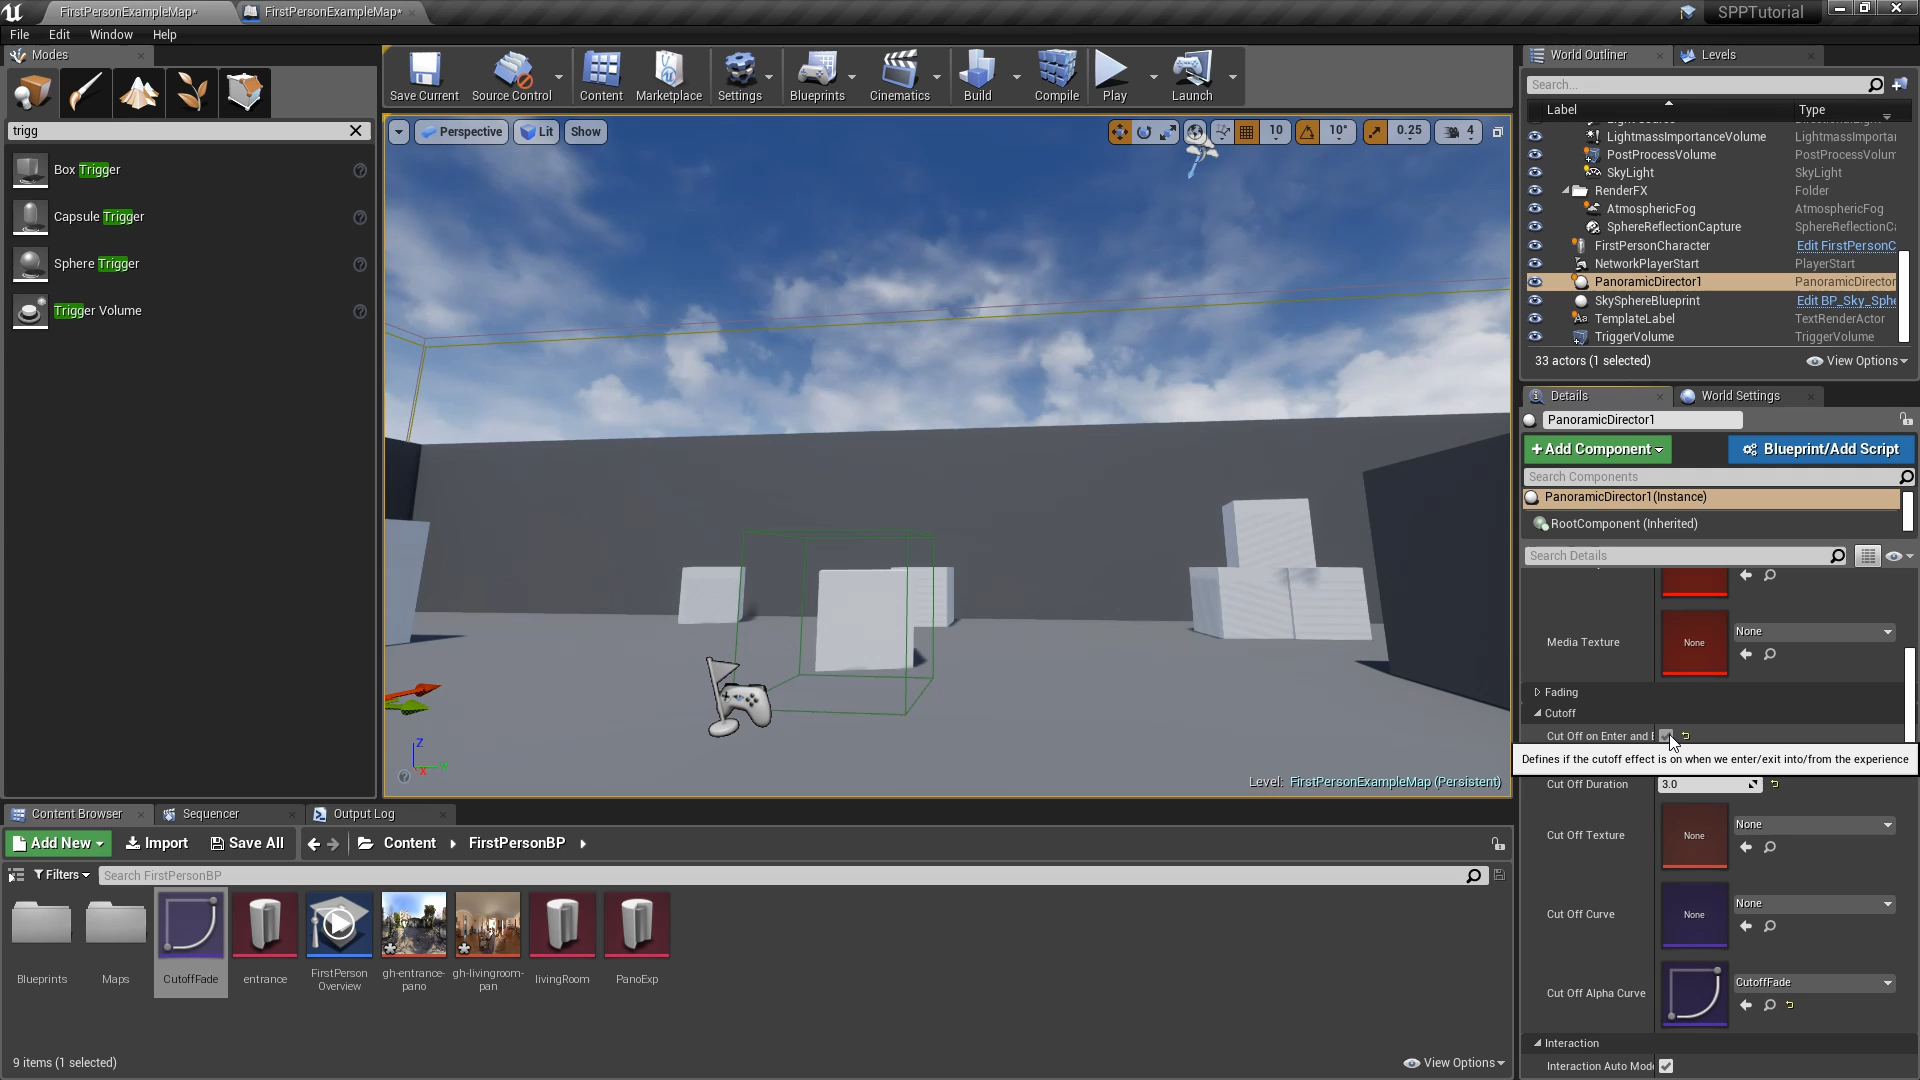 FirstPersonExampleMap*
FirstPersonExampleMap*
SPPTutorial
File Edit Window Help
Modes
trigg
Box Trigger
Capsule Trigger
Sphere Trigger
Trigger Volume
Save Current
Source Control
Content
Marketplace
Settings
Blueprints
Cinematics
Build
Compile
Play
Launch
Perspective
Lit
Show
10
10°
0.25
4
Z
X
Level: FirstPersonExampleMap (Persistent)
World Outliner
Levels
Search...
Label
Type
LightmassImportanceVolume LightmassImportan
PostProcessVolume PostProcessVolum
SkyLight SkyLight
RenderFX Folder
AtmosphericFog AtmosphericFog
SphereReflectionCapture SphereReflectionCa
FirstPersonCharacter Edit FirstPersonC
NetworkPlayerStart PlayerStart
PanoramicDirector1 PanoramicDirector
SkySphereBlueprint Edit BP_Sky_Sphe
TemplateLabel TextRenderActor
TriggerVolume TriggerVolume
33 actors (1 selected)
View Options
Details
World Settings
PanoramicDirector1
+Add Component
Blueprint/Add Script
Search Components
PanoramicDirector1(Instance)
RootComponent (Inherited)
Search Details
Media Texture
None
None
Fading
Cutoff
Cut Off on Enter and E
Defines if the cutoff effect is on when we enter/exit into/from the experience
Cut Off Duration
3.0
Cut Off Texture
None
None
Cut Off Curve
None
None
Cut Off Alpha Curve
CutoffFade
Interaction
Interaction Auto Mod
Content Browser
Sequencer
Output Log
Add New
Import
Save All
Content
FirstPersonBP
Filters
Search FirstPersonBP
Blueprints
Maps
CutoffFade
entrance
FirstPerson
Overview
gh-entrance-
pano
gh-livingroom-
pan
livingRoom
PanoExp
9 items (1 selected)
View Options